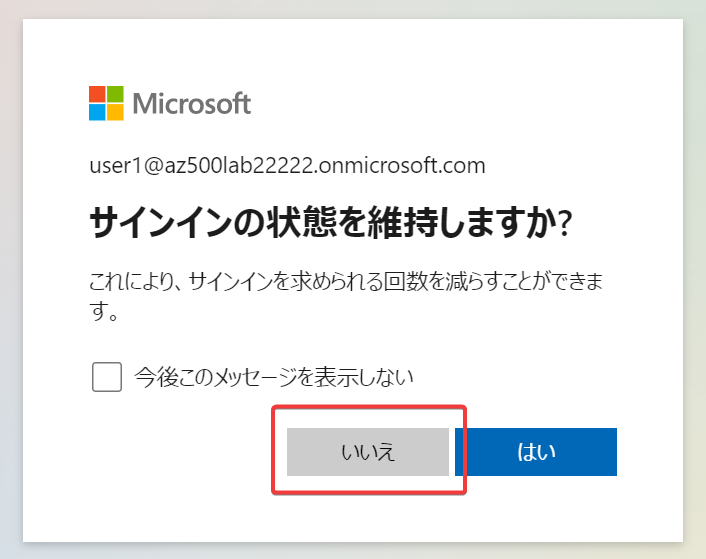 Microsoft
user1@az500lab22222.onmicrosoft.com
サインインの状態を維持しますか?
これにより、サインインを求められる回数を減らすことができま
す。
今後このメッセージを表示しない
いいえ
はい